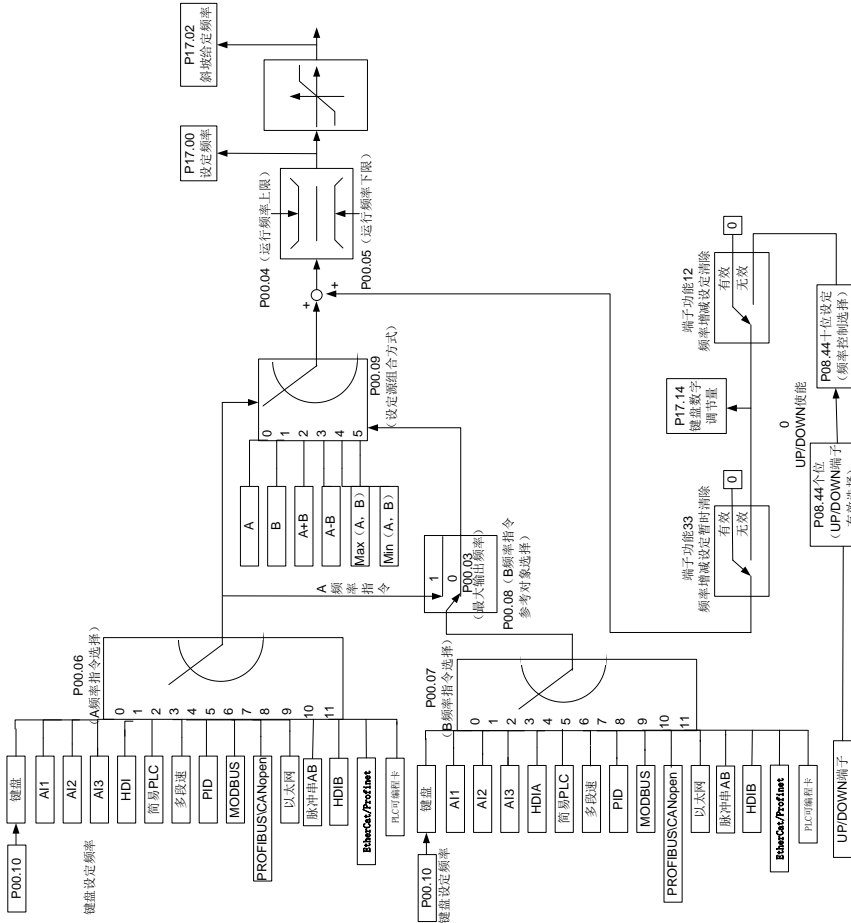 P00.10
键盘设定频率
键盘
AI1
AI2
AI3
HDI
简易PLC
多段速
PID
MODBUS
PROFIBUS\CANopen
以太网
脉冲串AB
HDIB
EtherCat/Profinet
PLC可编程卡
P00.06
(A频率指令选择)
0
1
2
3
4
5
6
7
8
9
10
11
A
频
率
指
令
A
B
A+B
A-B
Max（A，B）
Min（A，B）
0
1
2
3
4
5
P00.09
(设定源组合方式)
P00.04（运行频率上限）
P00.05（运行频率下限）
+
+
P17.00
设定频率
P17.02
斜坡给定频率
P00.10
键盘设定频率
键盘
AI1
AI2
AI3
HDIA
简易PLC
多段速
PID
MODBUS
PROFIBUS\CANopen
以太网
脉冲串AB
HDIB
EtherCat/Profinet
PLC可编程卡
P00.07
(B频率指令选择)
0
1
2
3
4
5
6
7
8
9
10
11
1
0
P00.03
(最大输出频率)
P00.08（B频率指令
参考对象选择）
端子功能33
频率增减设定暂时清除
有效
无效
0
P17.14
键盘数字
调节量
端子功能12
频率增减设定清除
有效
无效
0
UP/DOWN端子
P08.44个位
（UP/DOWN端子
有效选择）
0
UP/DOWN使能
P08.44十位设定
（频率控制选择）